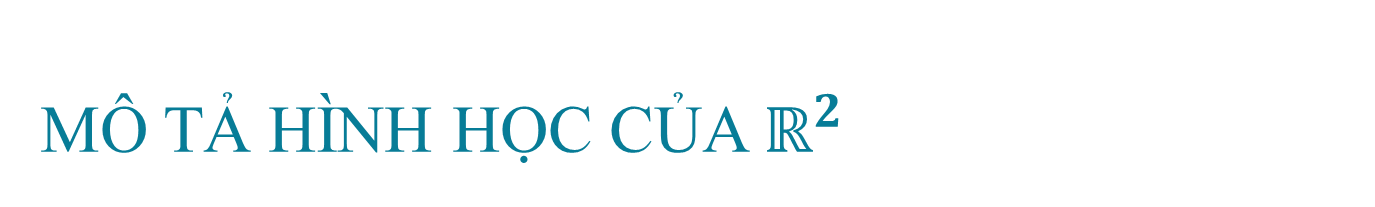 MÔ TẢ HÌNH HỌC CỦA ℝ²